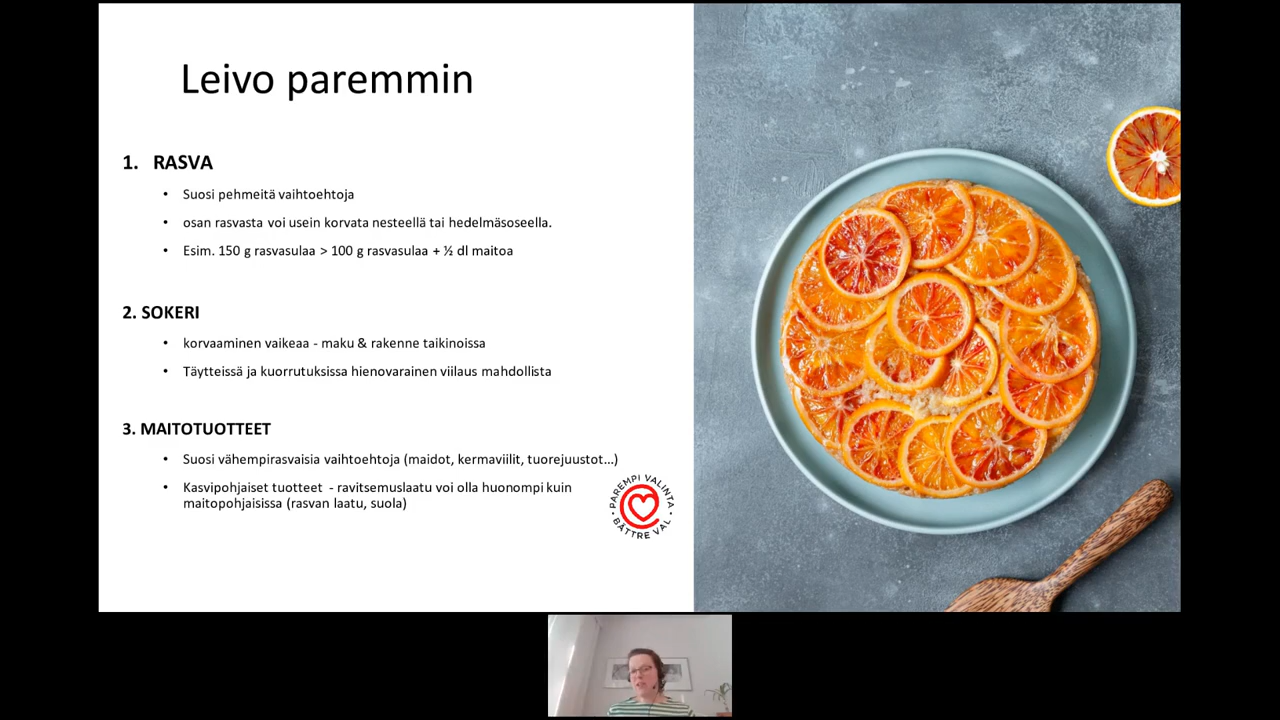 Leivo paremmin
1. RASVA
• Suosi pehmeitä vaihtoehtoja
• osan rasvasta voi usein korvata nesteellä tai hedelmäsoseella.
• Esim. 150 g rasvasulaa > 100 g rasvasulaa + ½ dl maitoa
2. SOKERI
• korvaaminen vaikeaa - maku & rakenne taikinoissa
• Täytteissä ja kuorrutuksissa hienovarainen viilaus mahdollista
3. MAITOTUOTTEET
• Suosi vähempirasvaisia vaihtoehtoja (maidot, kermaviilit, tuorejuustot...)
• Kasvipohjaiset tuotteet - ravitsemuslaatu voi olla huonompi kuin
maitopohjaisissa (rasvan laatu, suola)
PAREMPI VALINTA
BÄTTRE VAL